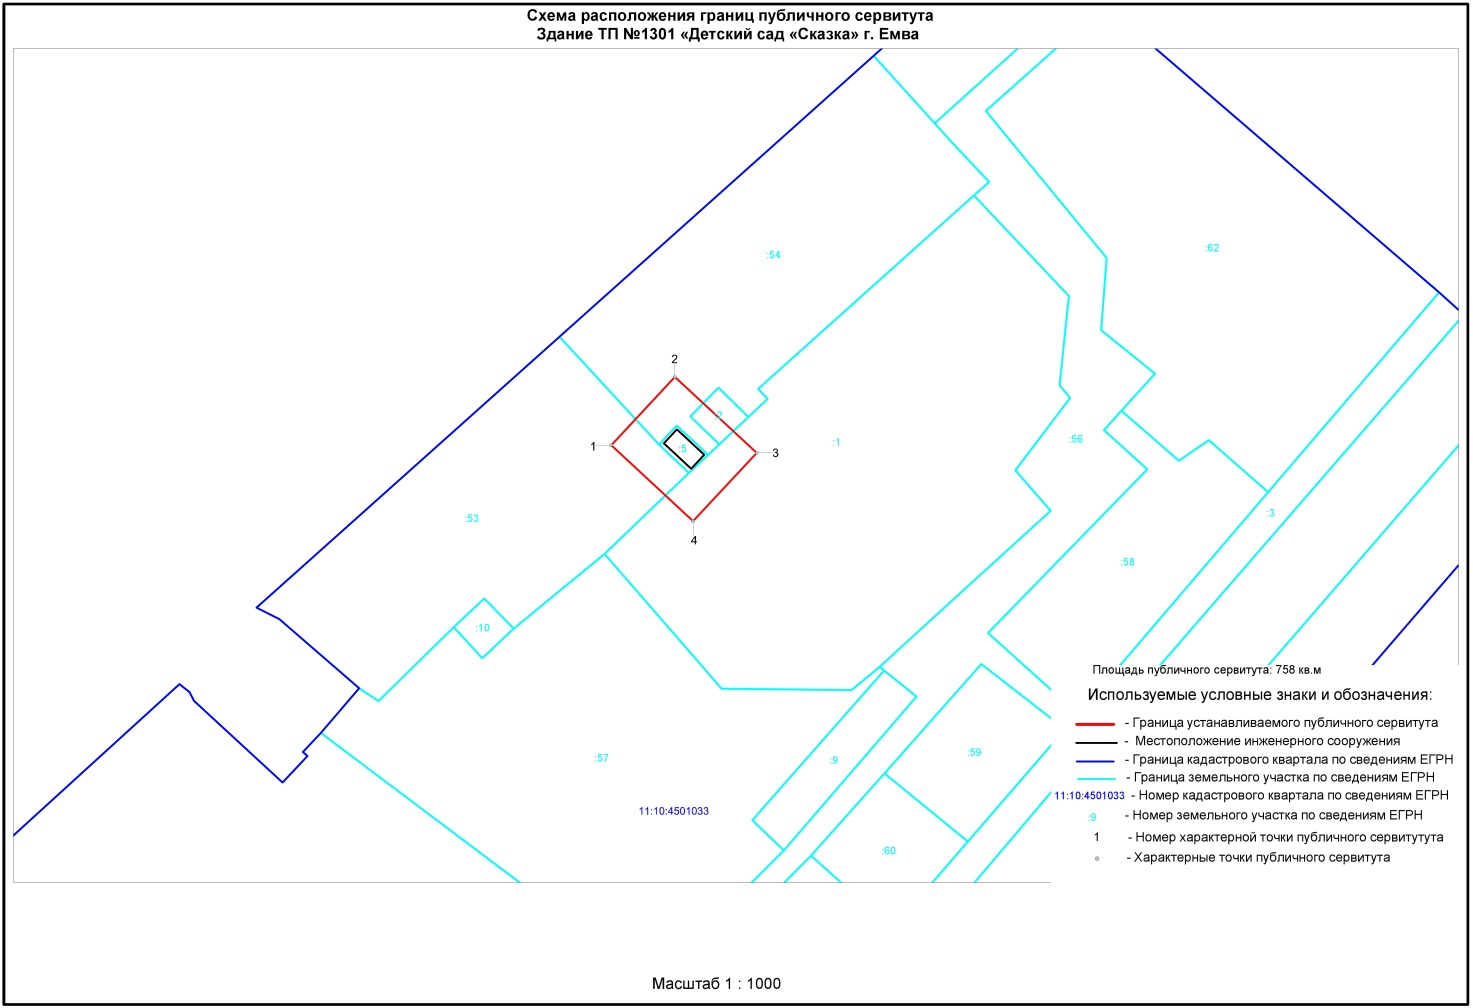 Схема расположения границ публичного сервитута
Здание ТП №1301 «Детский сад «Сказка» г. Емва
:62
:54
2
:2
1
:5
3
:1
:56
:53
4
:3
:58
:10
:57
:9
:59
11:10:4501033
:60
Площадь публичного сервитута: 758 кв.м
Используемые условные знаки и обозначения:
- Граница устанавливаемого публичного сервитута
- Местоположение инженерного сооружения
- Граница кадастрового квартала по сведениям ЕГРН
- Граница земельного участка по сведениям ЕГРН
11:10:4501033 - Номер кадастрового квартала по сведениям ЕГРН
:9 - Номер земельного участка по сведениям ЕГРН
1 - Номер характерной точки публичного сервитутута
- Характерные точки публичного сервитута
Масштаб 1 : 1000